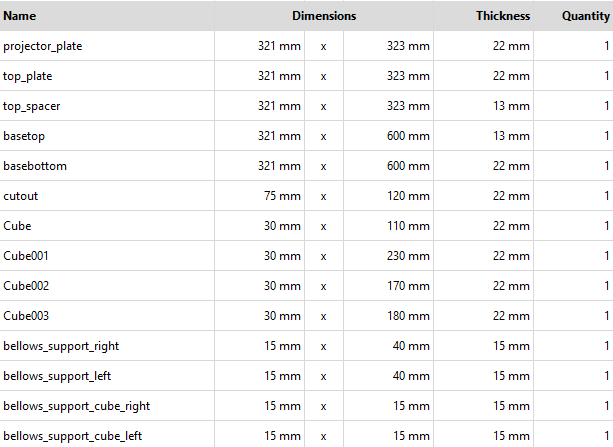 Name Dimensions Thickness Quantity
projector_plate 321 mm x 323 mm 22 mm 1
top_plate 321 mm x 323 mm 22 mm 1
top_spacer 321 mm x 323 mm 13 mm 1
basetop 321 mm x 600 mm 13 mm 1
basebottom 321 mm x 600 mm 22 mm 1
cutout 75 mm x 120 mm 22 mm 1
Cube 30 mm x 110 mm 22 mm 1
Cube001 30 mm x 230 mm 22 mm 1
Cube002 30 mm x 170 mm 22 mm 1
Cube003 30 mm x 180 mm 22 mm 1
bellows_support_right 15 mm x 40 mm 15 mm 1
bellows_support_left 15 mm x 40 mm 15 mm 1
bellows_support_cube_right 15 mm x 15 mm 15 mm 1
bellows_support_cube_left 15 mm x 15 mm 15 mm 1